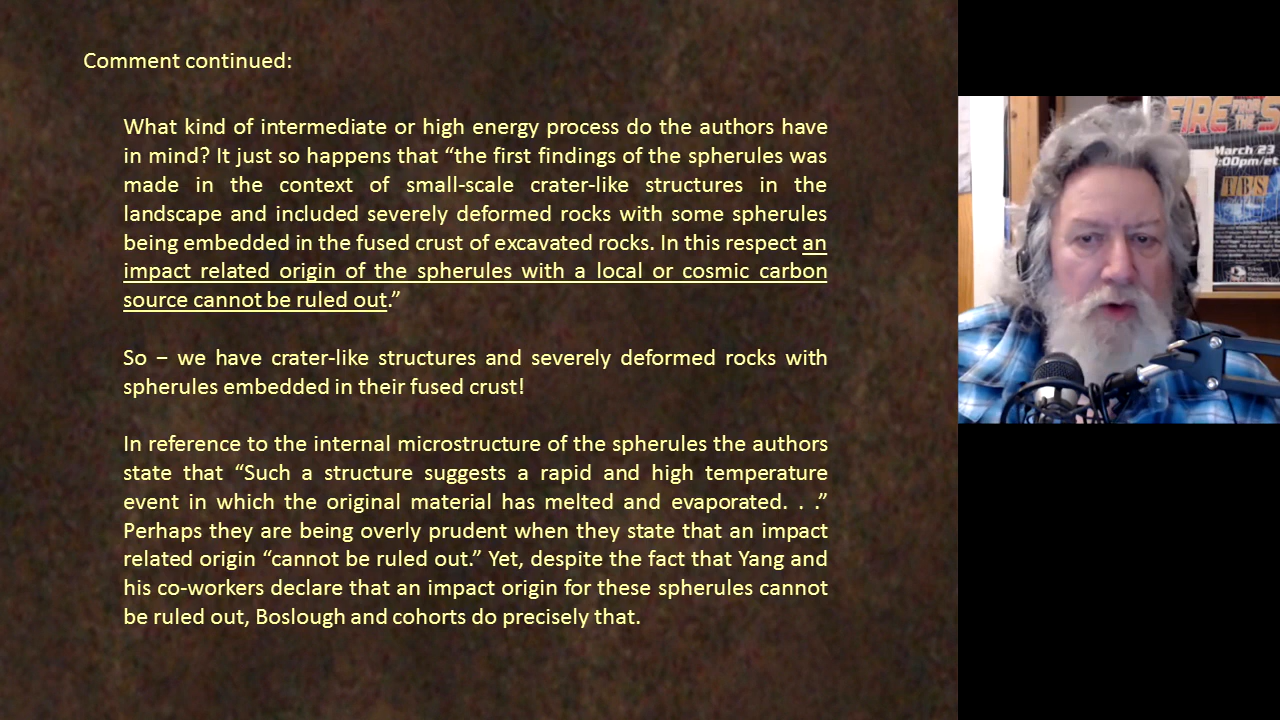 Comment continued:
What kind of intermediate or high energy process do the authors have
in mind? It just so happens that “the first findings of the spherules was
made in the context of small-scale crater-like structures in the
landscape and included severely deformed rocks with some spherules
being embedded in the fused crust of excavated rocks. In this respect an
impact related origin of the spherules with a local or cosmic carbon
source cannot be ruled out.”
So – we have crater-like structures and severely deformed rocks with
spherules embedded in their fused crust!
In reference to the internal microstructure of the spherules the authors
state that “Such a structure suggests a rapid and high temperature
event in which the original material has melted and evaporated. . .”
Perhaps they are being overly prudent when they state that an impact
related origin “cannot be ruled out.” Yet, despite the fact that Yang and
his co-workers declare that an impact origin for these spherules cannot
be ruled out, Boslough and cohorts do precisely that.
FIRE FROM THE S
March 23
:00pm/et
TBS